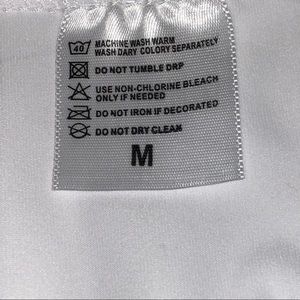 40 MACHINE WASH WARM
WASH DARY COLORY SEPARATELY
DO NOT TUMBLE DRP
USE NON-CHLORINE BLEACH
ONLY IF NEEDED
DO NOT IRON IF DECORATED
DO NOT DRY CLEAN
M